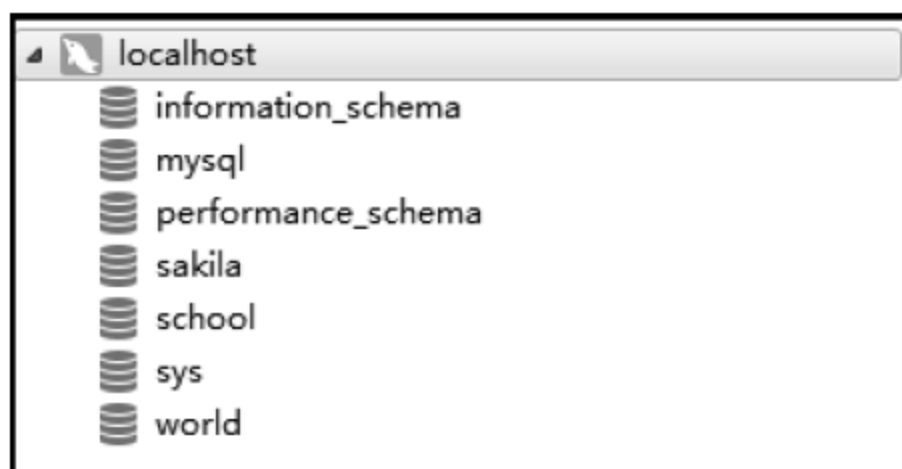 localhost
information_schema
mysql
performance_schema
sakila
school
sys
world